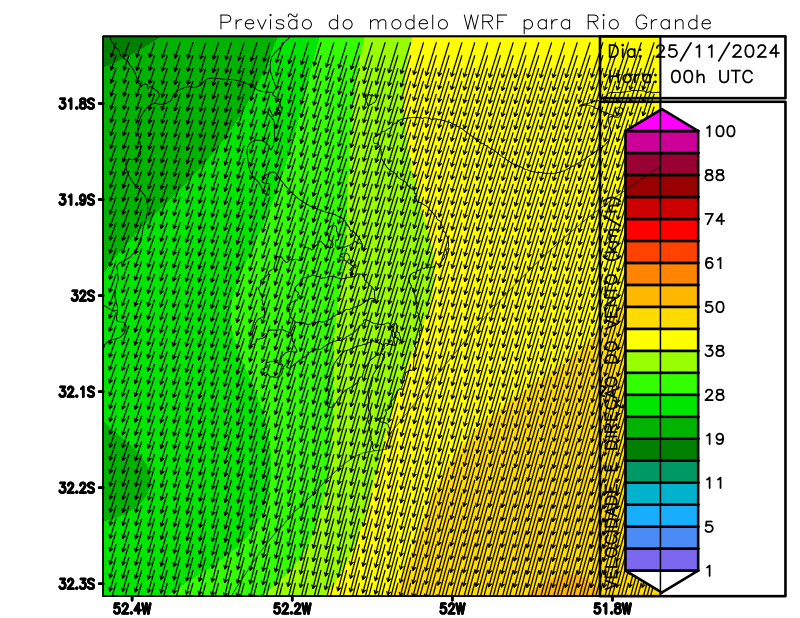 Previsão do modelo WRF para Rio Grande
Dia: 25/11/2024
Hora: 00h UTC
31.8S
31.9S
32S
32.1S
32.2S
32.3S
52.4W
52.2W
52W
51.8W
VELOCIDADE E DIREÇÃO DO VENTO (km/h)
100
88
74
61
50
38
28
19
11
5
1